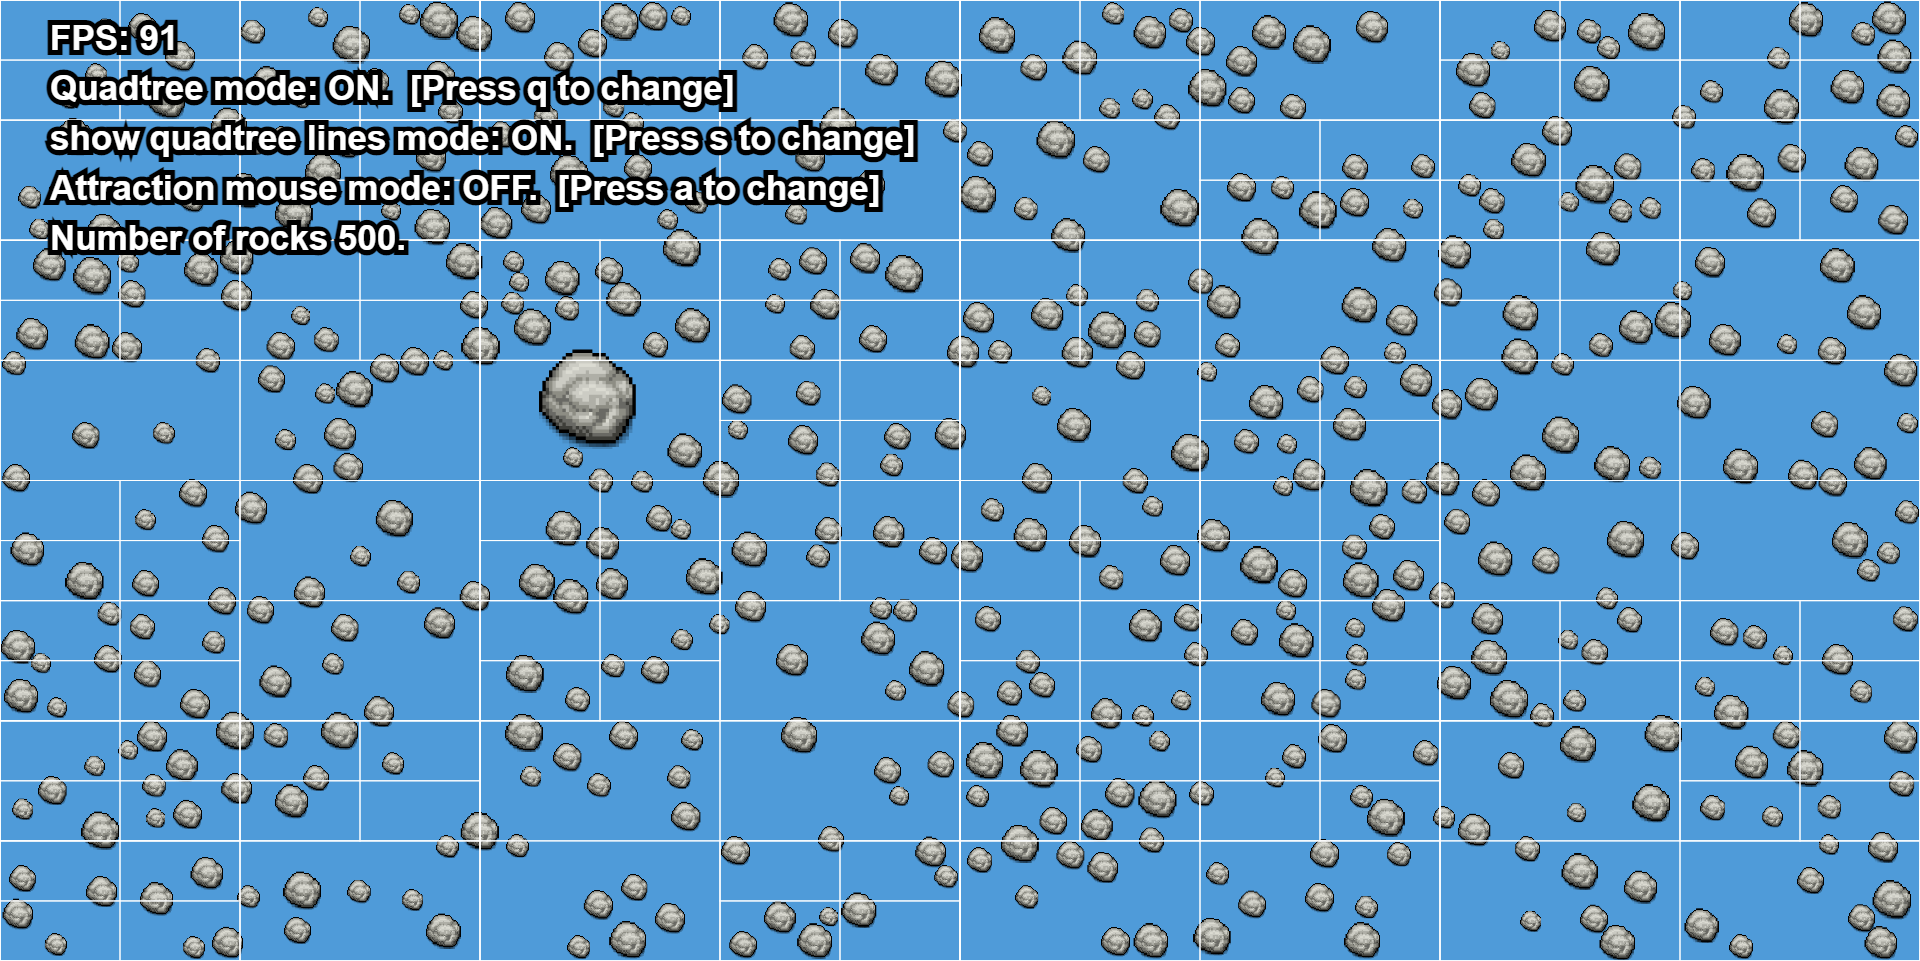 FPS: 91
Quadtree mode: ON.  [Press q to change]
show quadtree lines mode: ON.  [Press s to change]
Attraction mouse mode: OFF.  [Press a to change]
Number of rocks 500.